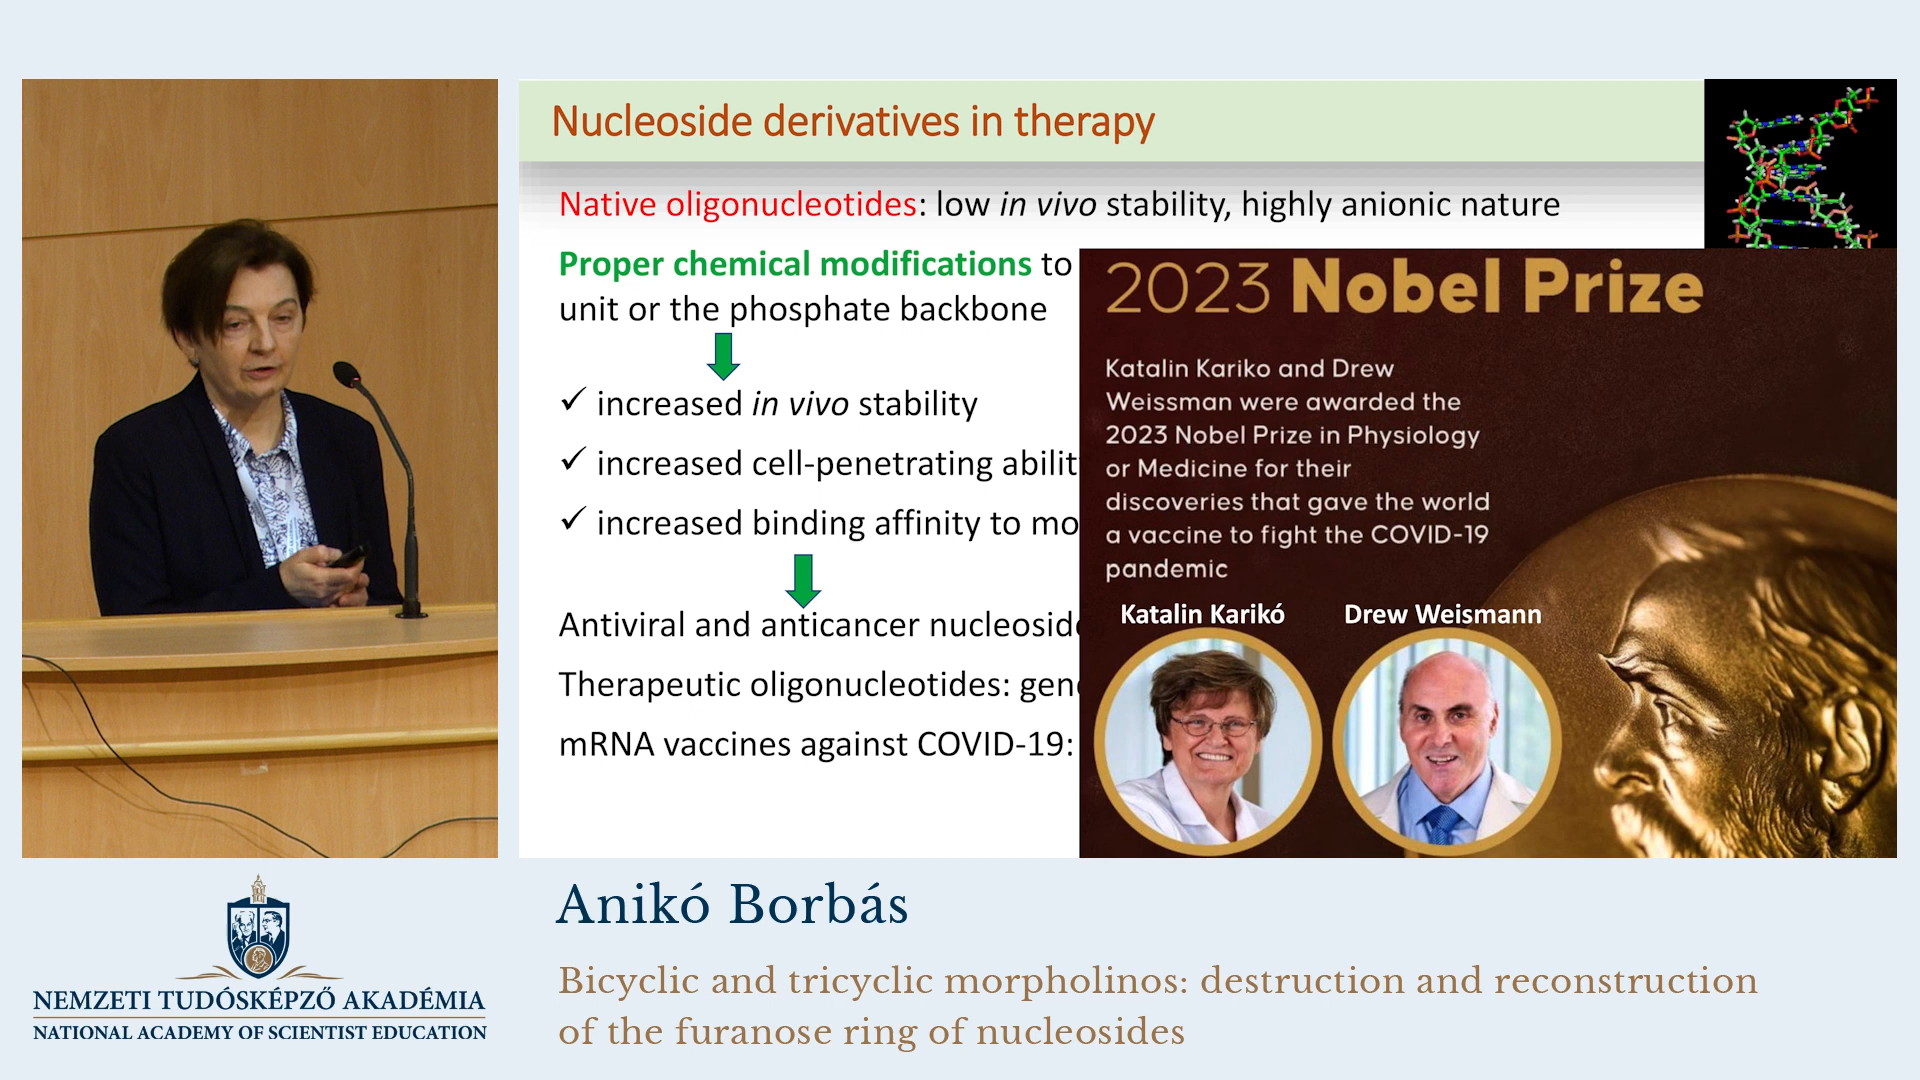 Nucleoside derivatives in therapy
Native oligonucleotides: low in vivo stability, highly anionic nature
Proper chemical modifications to
unit or the phosphate backbone
✓ increased in vivo stability
✓ increased cell-penetrating
✓ increased binding affinity to
Antiviral and anticancer
Therapeutic oligonucleotides:
mRNA vaccines against COVID-19:
2023 Nobel Prize
Katalin Kariko and Drew
Weissman were awarded the
2023 Nobel Prize in Physiology
or Medicine for their
discoveries that gave the world
a vaccine to fight the COVID-19
pandemic
Katalin Karikó
Drew Weismann
NEMZETI TUDÓSKÉPZŐ AKADÉMIA
NATIONAL ACADEMY OF SCIENTIST EDUCATION
Anikó Borbás
Bicyclic and tricyclic morpholinos: destruction and reconstruction
of the furanose ring of nucleosides